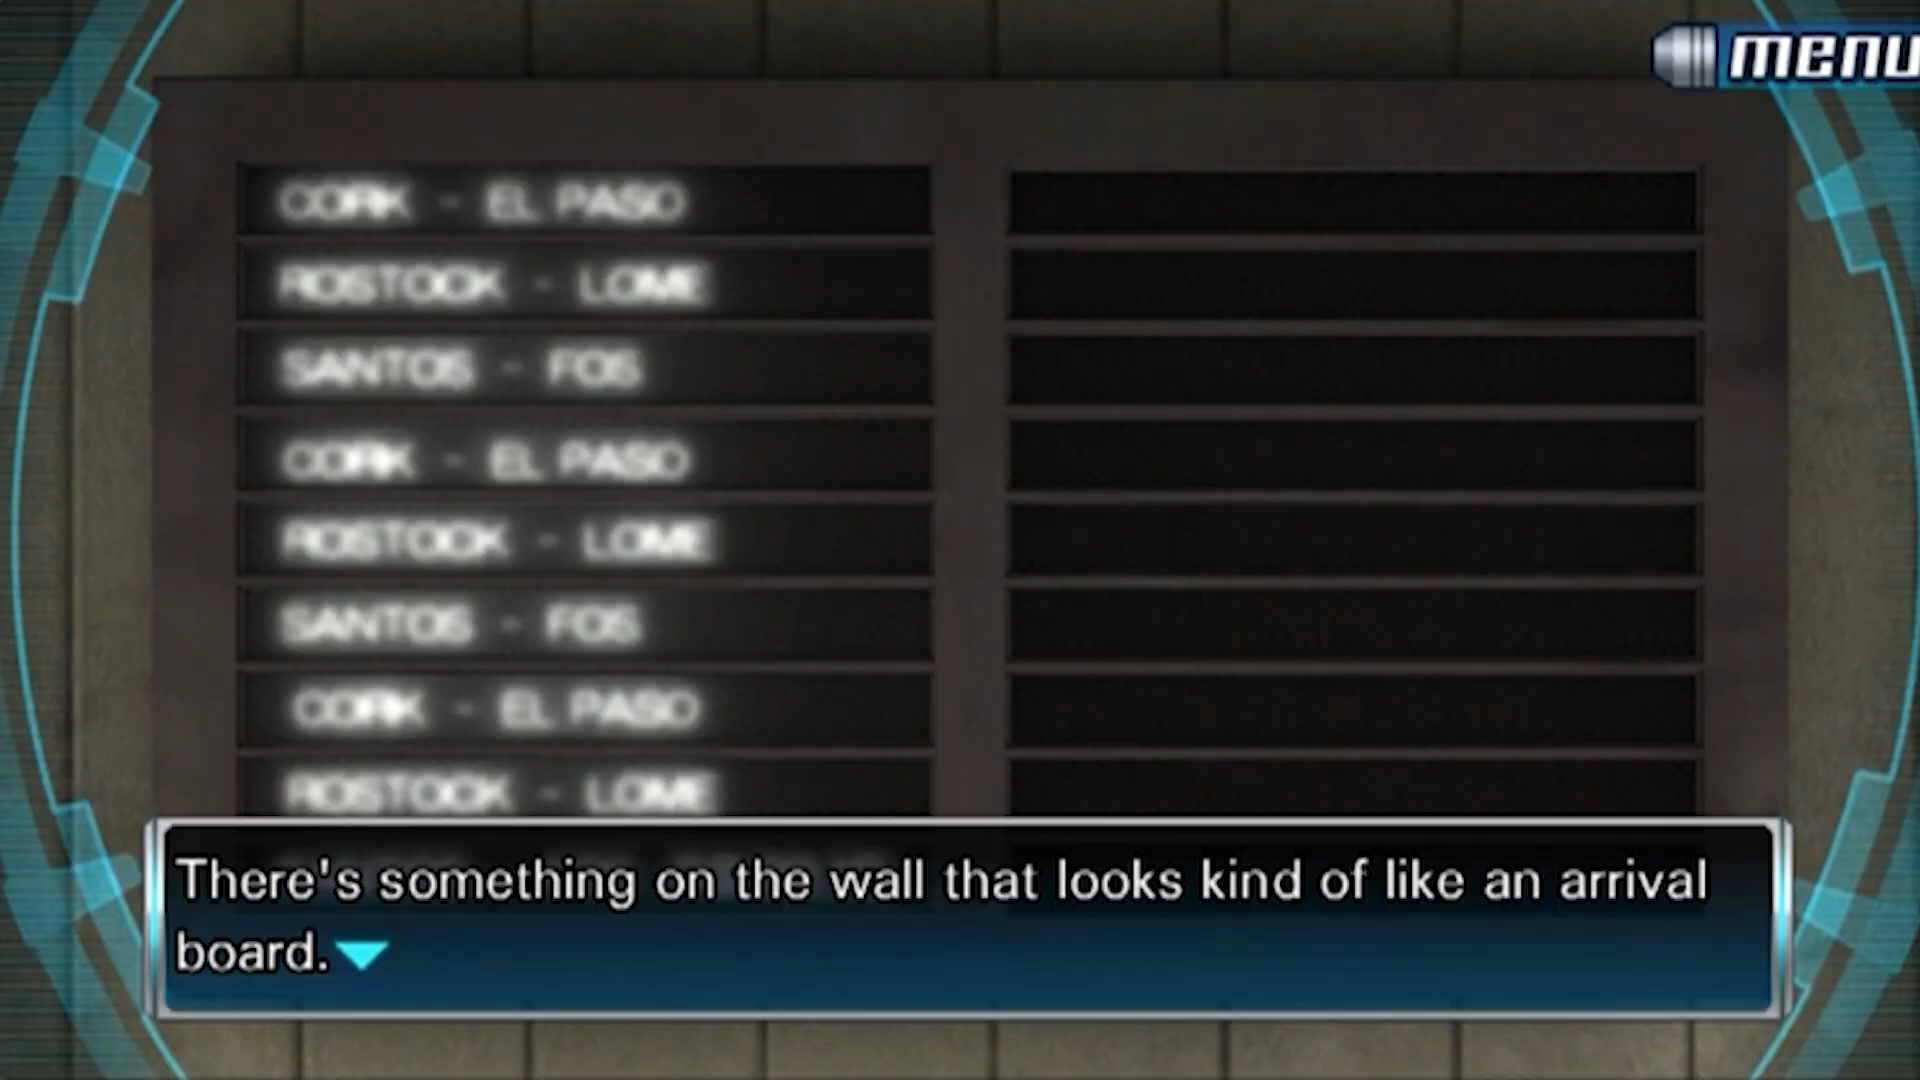 menu
CORK - EL PASO
ROSTOCK - LOME
SANTOS - FOS
CORK - EL PASO
ROSTOCK - LOME
SANTOS - FOS
CORK - EL PASO
ROSTOCK - LOME
There's something on the wall that looks kind of like an arrival
board.